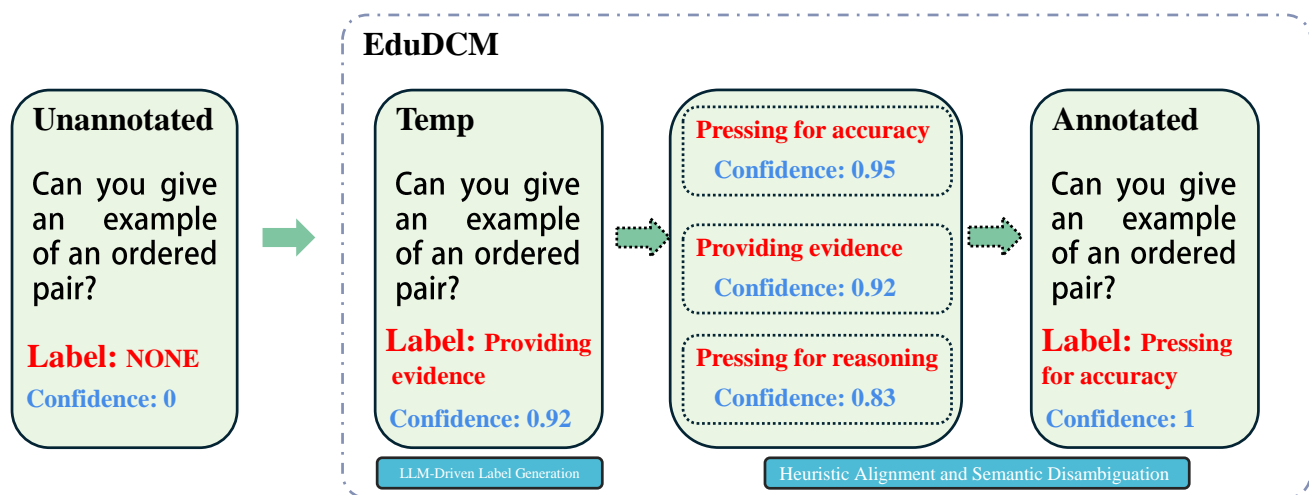 EduDCM
Unannotated
Can you give
an example
of an ordered
pair?
Label: NONE
Confidence: 0
Temp
Can you give
an example
of an ordered
pair?
Label: Providing
evidence
Confidence: 0.92
LLM-Driven Label Generation
Pressing for accuracy
Confidence: 0.95
Providing evidence
Confidence: 0.92
Pressing for reasoning
Confidence: 0.83
Annotated
Can you give
an example
of an ordered
pair?
Label: Pressing
for accuracy
Confidence: 1
Heuristic Alignment and Semantic Disambiguation